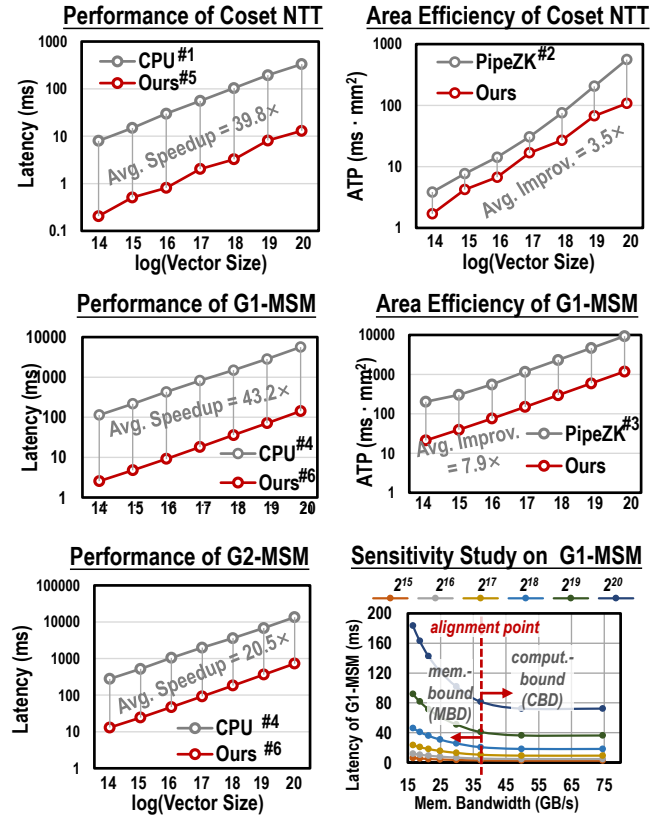 Performance of Coset NTT
Latency (ms)
1000
100
10
1
0.1
CPU#1
Ours#5
Avg. Speedup = 39.8×
14 15 16 17 18 19 20
log(Vector Size)
Area Efficiency of Coset NTT
ATP (ms · mm2)
1000
100
10
1
PipeZK#2
Ours
Avg. Improv. = 3.5×
14 15 16 17 18 19 20
log(Vector Size)
Performance of G1-MSM
Latency (ms)
10000
1000
100
10
1
Avg. Speedup = 43.2×
CPU#4
Ours#6
14 15 16 17 18 19 20
Area Efficiency of G1-MSM
ATP (ms · mm2)
10000
1000
100
10
1
Avg. Improv.
= 7.9×
PipeZK#3
Ours
14 15 16 17 18 19 20
Performance of G2-MSM
Latency (ms)
100000
10000
1000
100
10
1
Avg. Speedup = 20.5×
CPU #4
Ours #6
14 15 16 17 18 19 20
log(Vector Size)
Sensitivity Study on G1-MSM
2^15 2^16 2^17 2^18 2^19 2^20
Latency of G1-MSM (ms)
200
160
120
80
40
0
alignment point
mem.-
bound
(MBD)
comput.-
bound
(CBD)
15 25 35 45 55 65 75
Mem. Bandwidth (GB/s)